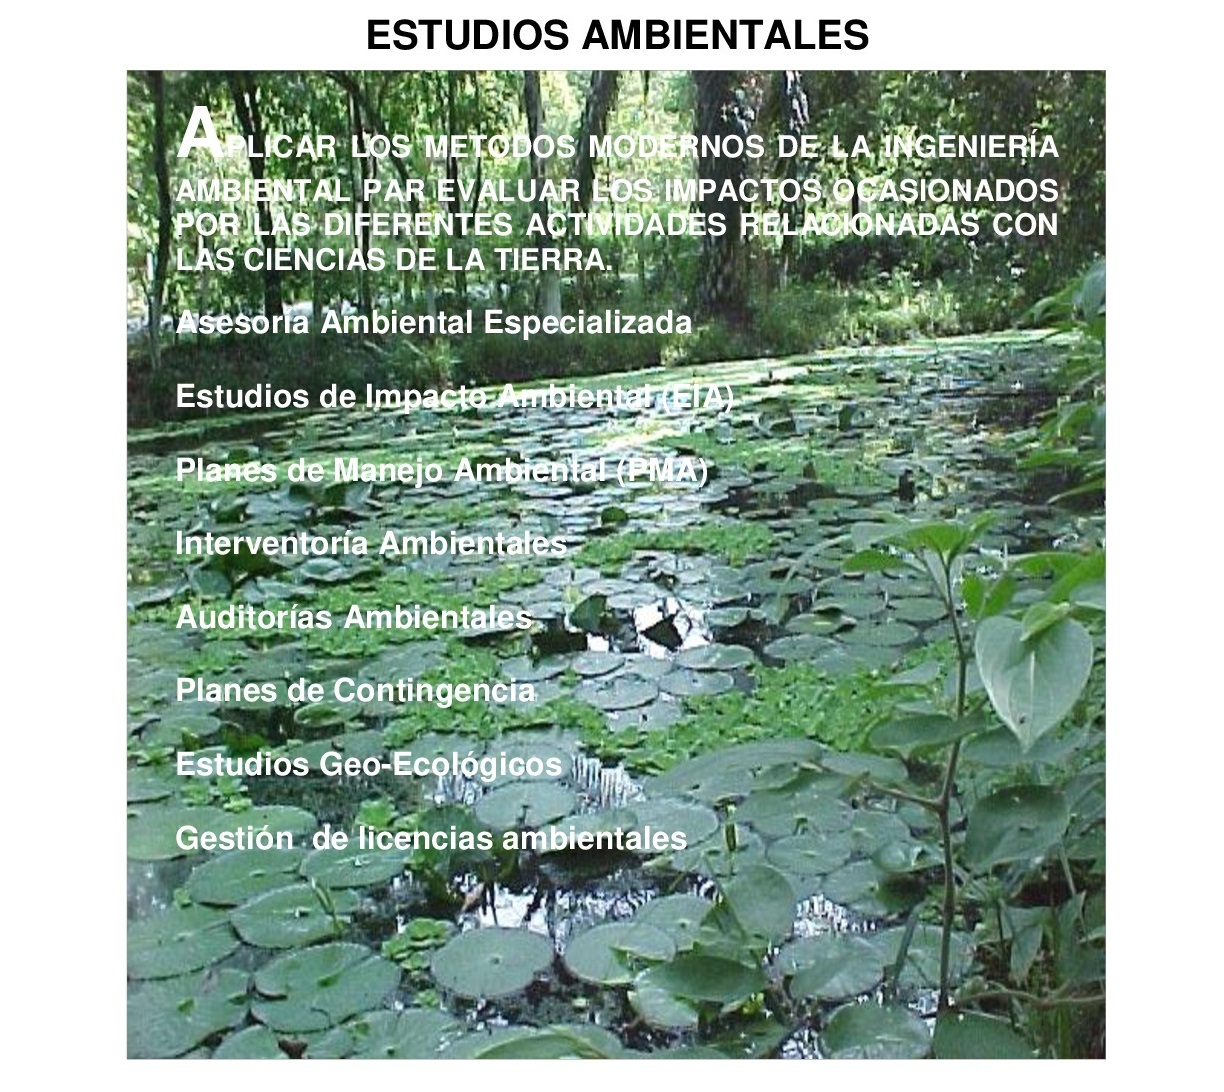 ESTUDIOS AMBIENTALES
APLICAR LOS METODOS MODERNOS DE LA INGENIERÍA
AMBIENTAL PAR EVALUAR LOS IMPACTOS OCASIONADOS
POR LAS DIFERENTES ACTIVIDADES RELACIONADAS CON
LAS CIENCIAS DE LA TIERRA.
Asesoría Ambiental Especializada
Estudios de Impacto Ambiental (EIA)
Planes de Manejo Ambiental (PMA)
Interventoría Ambientales
Auditorías Ambientales
Planes de Contingencia
Estudios Geo-Ecológicos
Gestión  de licencias ambientales